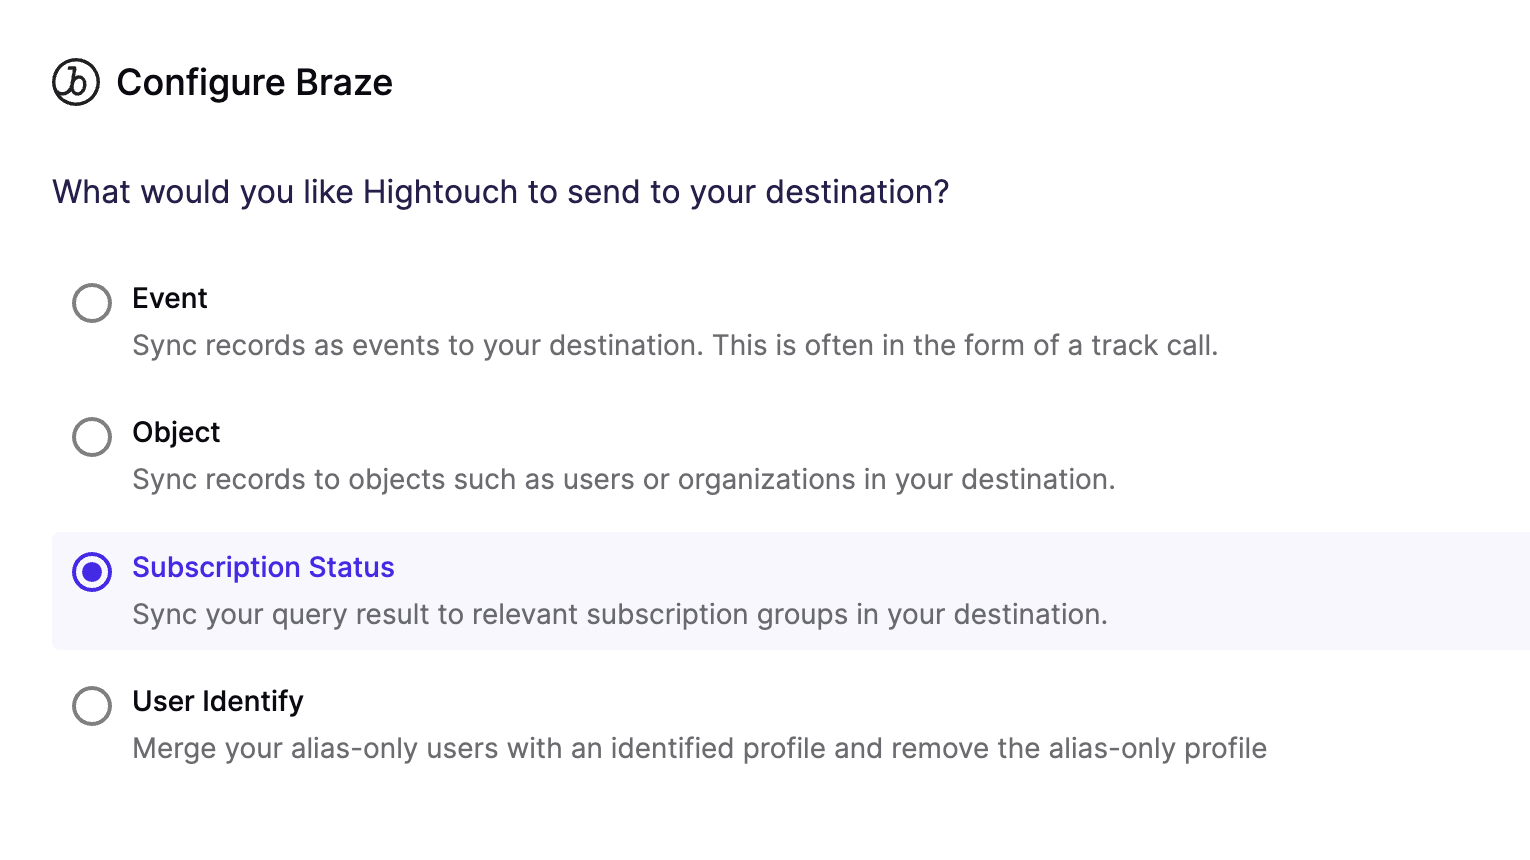 Configure Braze
What would you like Hightouch to send to your destination?
Event
Sync records as events to your destination. This is often in the form of a track call.
Object
Sync records to objects such as users or organizations in your destination.
Subscription Status
Sync your query result to relevant subscription groups in your destination.
User Identify
Merge your alias-only users with an identified profile and remove the alias-only profile